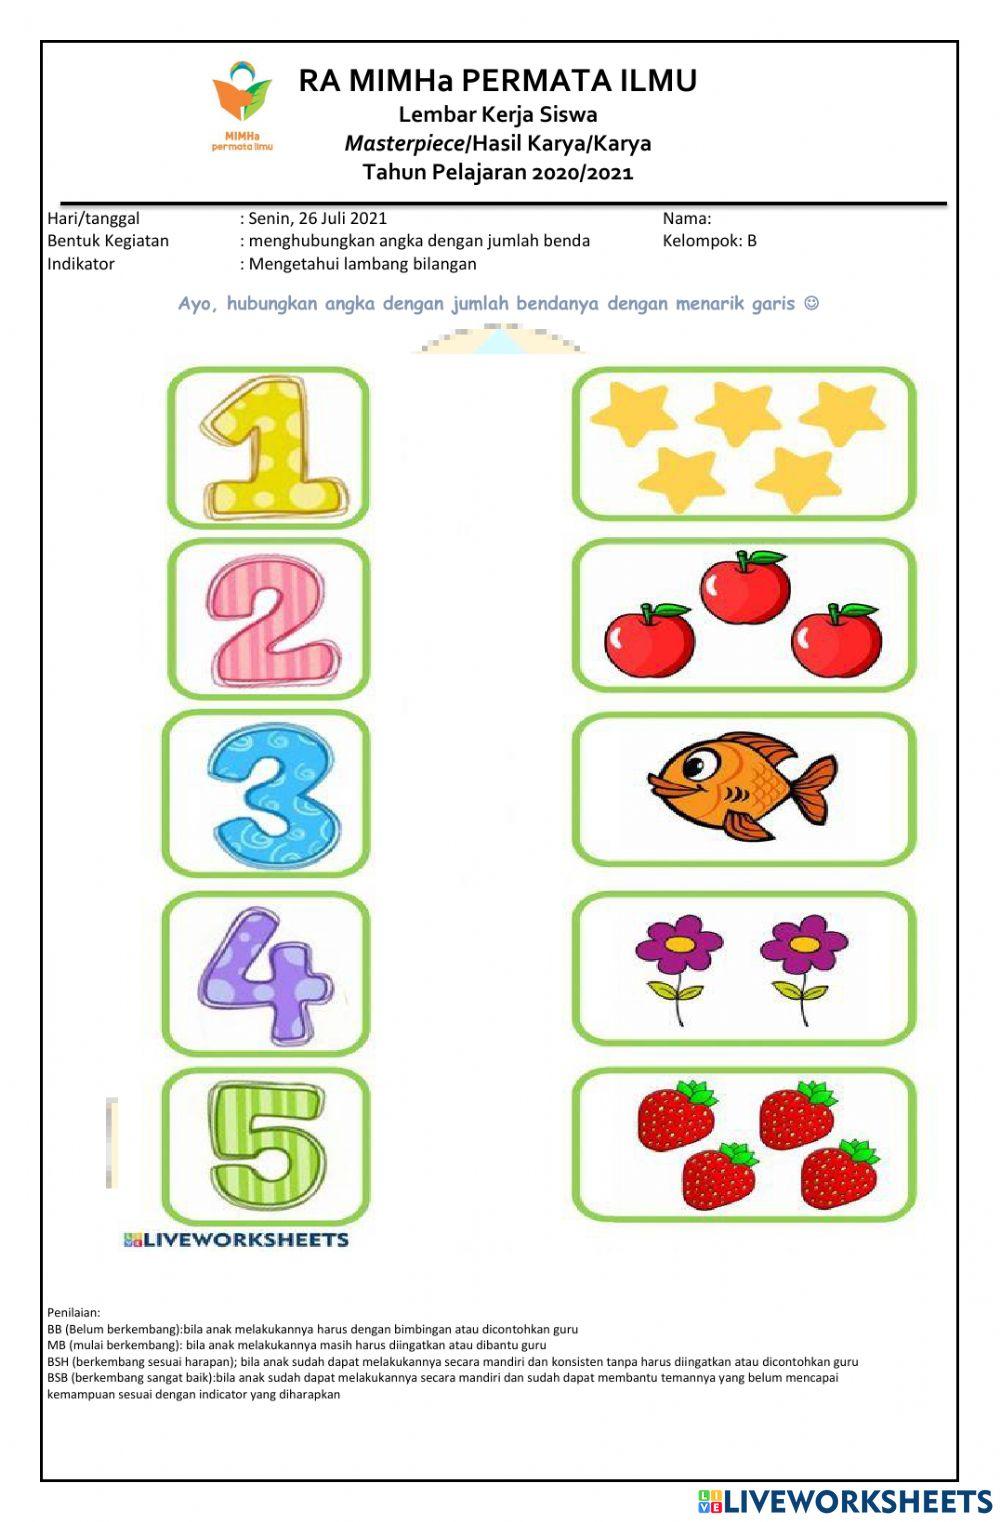 RA MIMHa PERMATA ILMU
Lembar Kerja Siswa
Masterpiece/Hasil Karya/Karya
Tahun Pelajaran 2020/2021
MIMHa
permata ilmu
Hari/tanggal : Senin, 26 Juli 2021 Nama:
Bentuk Kegiatan : menghubungkan angka dengan jumlah benda Kelompok: B
Indikator : Mengetahui lambang bilangan
Ayo, hubungkan angka dengan jumlah bendanya dengan menarik garis ☺
1
2
3
4
5
LIVEWORKSHEETS
Penilaian:
BB (Belum berkembang):bila anak melakukannya harus dengan bimbingan atau dicontohkan guru
MB (mulai berkembang): bila anak melakukannya masih harus diingatkan atau dibantu guru
BSH (berkembang sesuai harapan); bila anak sudah dapat melakukannya secara mandiri dan konsisten tanpa harus diingatkan atau dicontohkan guru
BSB (berkembang sangat baik):bila anak sudah dapat melakukannya secara mandiri dan sudah dapat membantu temannya yang belum mencapai
kemampuan sesuai dengan indicator yang diharapkan
LIVE LIVEWORKSHEETS